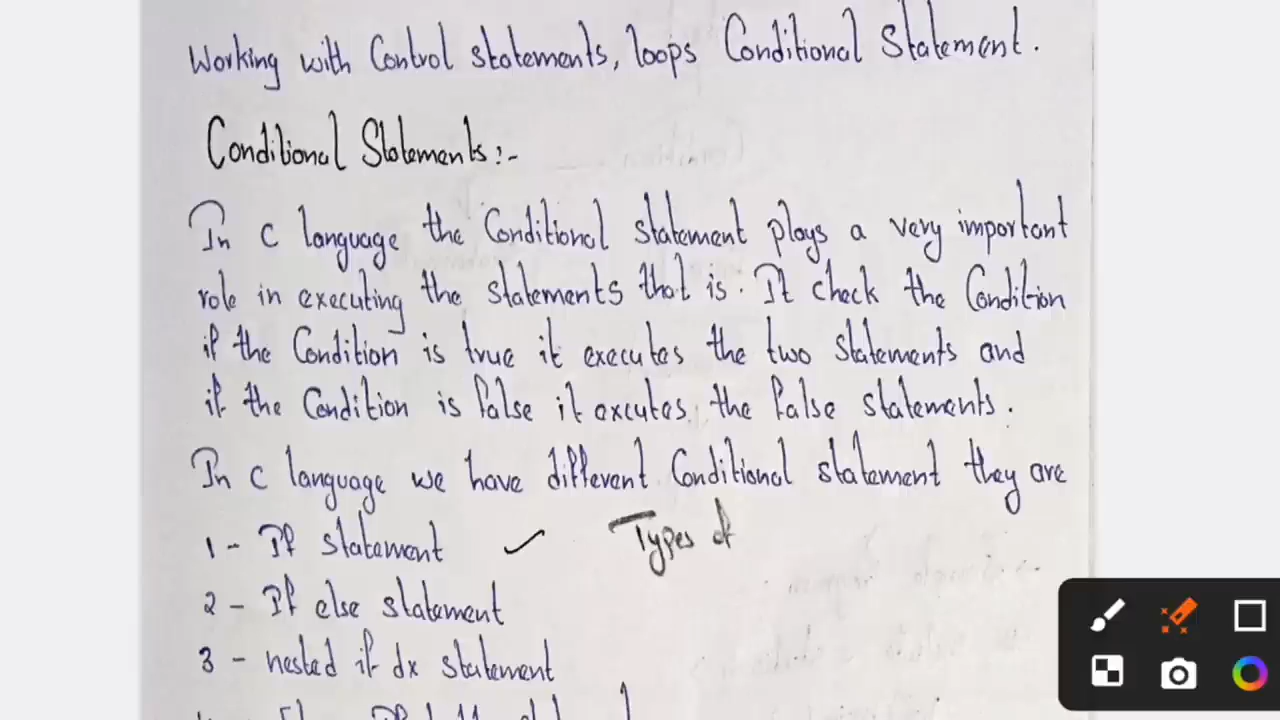 Working with Control statements, loops Conditional Statement.
Conditional Statements:-
In C language the Conditional statement plays a very important
role in executing the statements that is. It check the Condition
if the Condition is true it executes the two statements and
if the Condition is false it excutes the false statements.
In C language we have different Conditional statement they are
1 - If statement ✓ Types of
2 - If else statement
3 - nested if dx statement